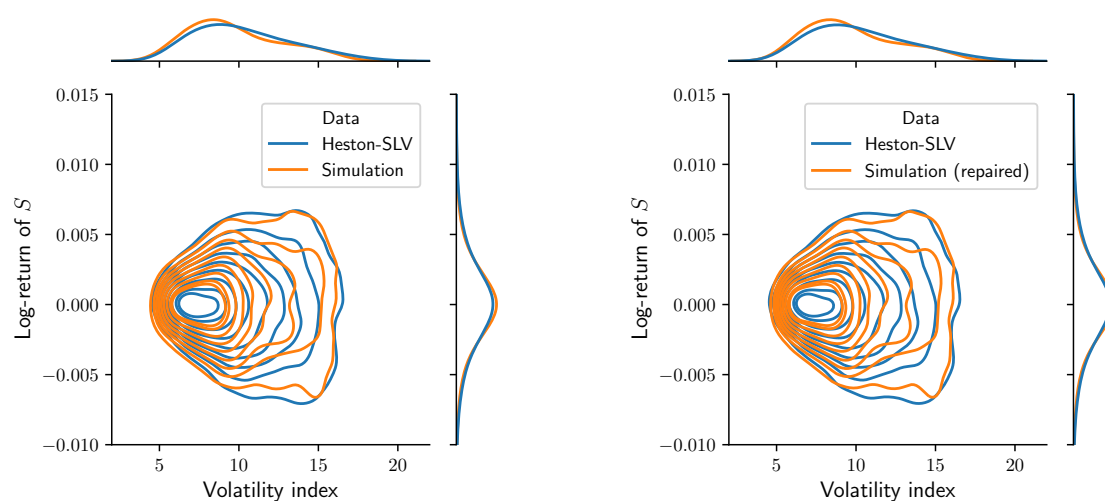 0.015
0.010
0.005
0.000
−0.005
−0.010
Log-return of S
Data
Heston-SLV
Simulation
5
10
15
20
Volatility index
0.015
0.010
0.005
0.000
−0.005
−0.010
Log-return of S
Data
Heston-SLV
Simulation (repaired)
5
10
15
20
Volatility index